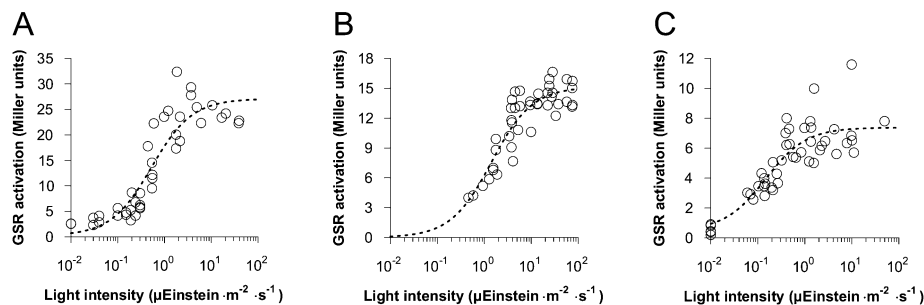 A
B
C
GSR activation (Miller units)
35
30
25
20
15
10
5
0
10⁻² 10⁻¹ 10⁰ 10¹ 10²
Light intensity (µEinstein·m⁻²·s⁻¹)
GSR activation (Miller units)
18
15
12
9
6
3
0
10⁻² 10⁻¹ 10⁰ 10¹ 10²
Light intensity (µEinstein·m⁻²·s⁻¹)
GSR activation (Miller units)
12
10
8
6
4
2
0
10⁻² 10⁻¹ 10⁰ 10¹ 10²
Light intensity (µEinstein·m⁻²·s⁻¹)